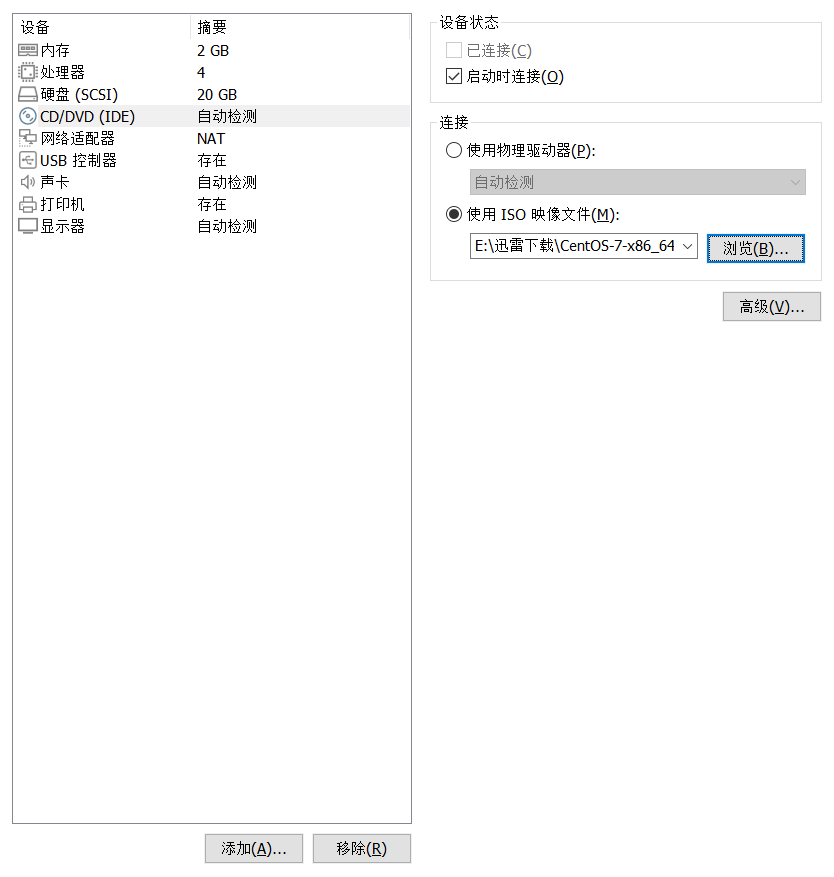 设备 摘要
内存 2 GB
处理器 4
硬盘 (SCSI) 20 GB
CD/DVD (IDE) 自动检测
网络适配器 NAT
USB 控制器 存在
声卡 自动检测
打印机 存在
显示器 自动检测
添加(A)... 移除(R)
设备状态
已连接(C)
启动时连接(O)
连接
使用物理驱动器(P):
自动检测
使用 ISO 映像文件(M):
E:\迅雷下载\CentOS-7-x86_64 浏览(B)...
高级(V)...